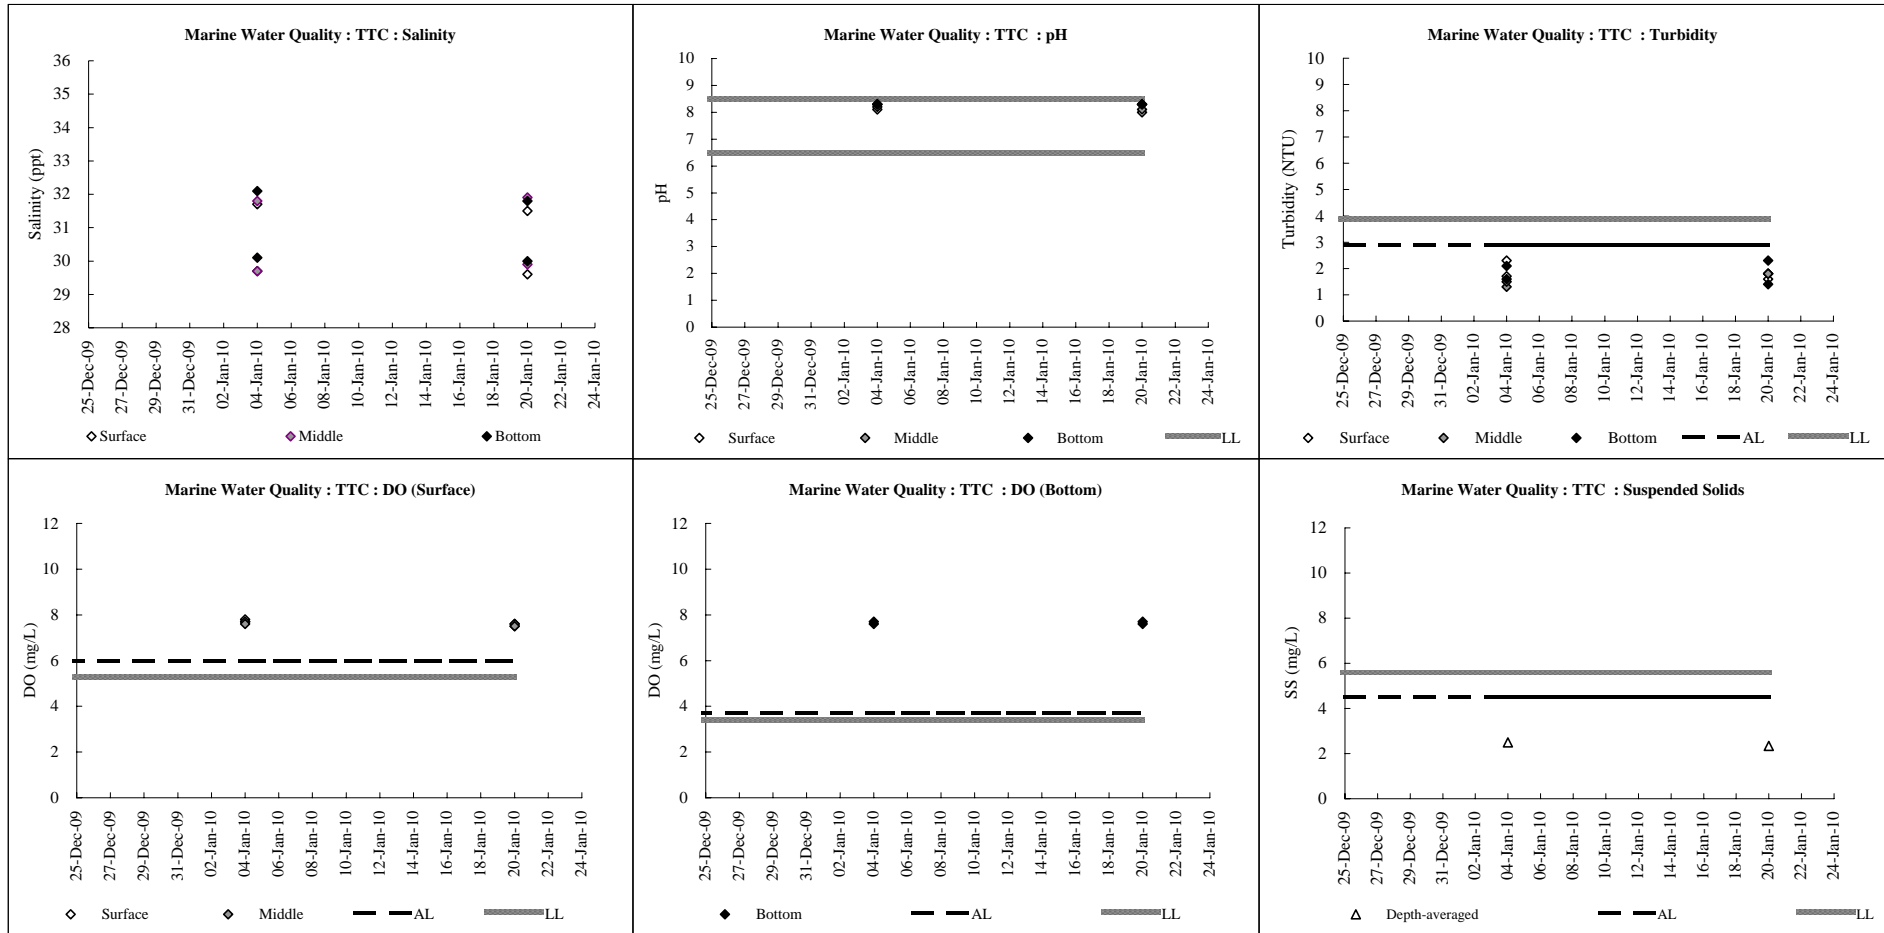 Marine Water Quality : TTC : Salinity
Salinity (ppt)
36
35
34
33
32
31
30
29
28
25-Dec-09
27-Dec-09
29-Dec-09
31-Dec-09
02-Jan-10
04-Jan-10
06-Jan-10
08-Jan-10
10-Jan-10
12-Jan-10
14-Jan-10
16-Jan-10
18-Jan-10
20-Jan-10
22-Jan-10
24-Jan-10
Surface Middle Bottom
Marine Water Quality : TTC : pH
pH
10
9
8
7
6
5
4
3
2
1
0
25-Dec-09
27-Dec-09
29-Dec-09
31-Dec-09
02-Jan-10
04-Jan-10
06-Jan-10
08-Jan-10
10-Jan-10
12-Jan-10
14-Jan-10
16-Jan-10
18-Jan-10
20-Jan-10
22-Jan-10
24-Jan-10
Surface Middle Bottom LL
Marine Water Quality : TTC : Turbidity
Turbidity (NTU)
10
9
8
7
6
5
4
3
2
1
0
25-Dec-09
27-Dec-09
29-Dec-09
31-Dec-09
02-Jan-10
04-Jan-10
06-Jan-10
08-Jan-10
10-Jan-10
12-Jan-10
14-Jan-10
16-Jan-10
18-Jan-10
20-Jan-10
22-Jan-10
24-Jan-10
Surface Middle Bottom AL LL
Marine Water Quality : TTC : DO (Surface)
DO (mg/L)
12
10
8
6
4
2
0
25-Dec-09
27-Dec-09
29-Dec-09
31-Dec-09
02-Jan-10
04-Jan-10
06-Jan-10
08-Jan-10
10-Jan-10
12-Jan-10
14-Jan-10
16-Jan-10
18-Jan-10
20-Jan-10
22-Jan-10
24-Jan-10
Surface Middle AL LL
Marine Water Quality : TTC : DO (Bottom)
DO (mg/L)
12
10
8
6
4
2
0
25-Dec-09
27-Dec-09
29-Dec-09
31-Dec-09
02-Jan-10
04-Jan-10
06-Jan-10
08-Jan-10
10-Jan-10
12-Jan-10
14-Jan-10
16-Jan-10
18-Jan-10
20-Jan-10
22-Jan-10
24-Jan-10
Bottom AL LL
Marine Water Quality : TTC : Suspended Solids
SS (mg/L)
12
10
8
6
4
2
0
25-Dec-09
27-Dec-09
29-Dec-09
31-Dec-09
02-Jan-10
04-Jan-10
06-Jan-10
08-Jan-10
10-Jan-10
12-Jan-10
14-Jan-10
16-Jan-10
18-Jan-10
20-Jan-10
22-Jan-10
24-Jan-10
Depth-averaged AL LL